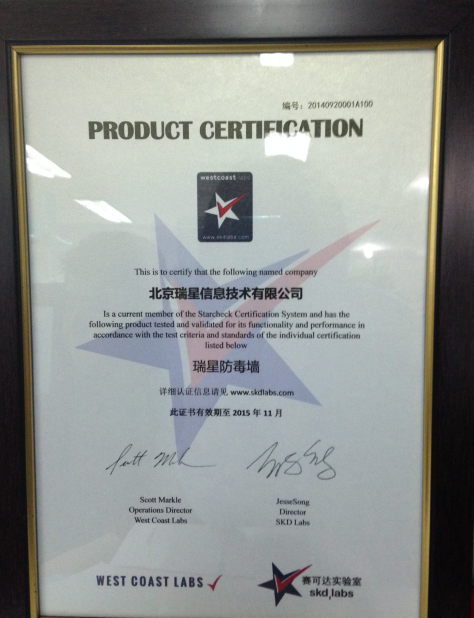 编号：20140920001A100
PRODUCT CERTIFICATION
westcoast labs
www.skdlabs.com
This is to certify that the following named company
北京瑞星信息技术有限公司
Is a current member of the Starcheck Certification System and has the
following product tested and validated for its functionality and performance in
accordance with the test criteria and standards of the individual certification
listed below
瑞星防毒墙
详细认证信息请见 www.skdlabs.com
此证书有效期至 2015 年 11 月
Scott Markle
Operations Director
West Coast Labs
JesseSong
Director
SKD Labs
WEST COAST LABS
赛可达实验室
skd labs